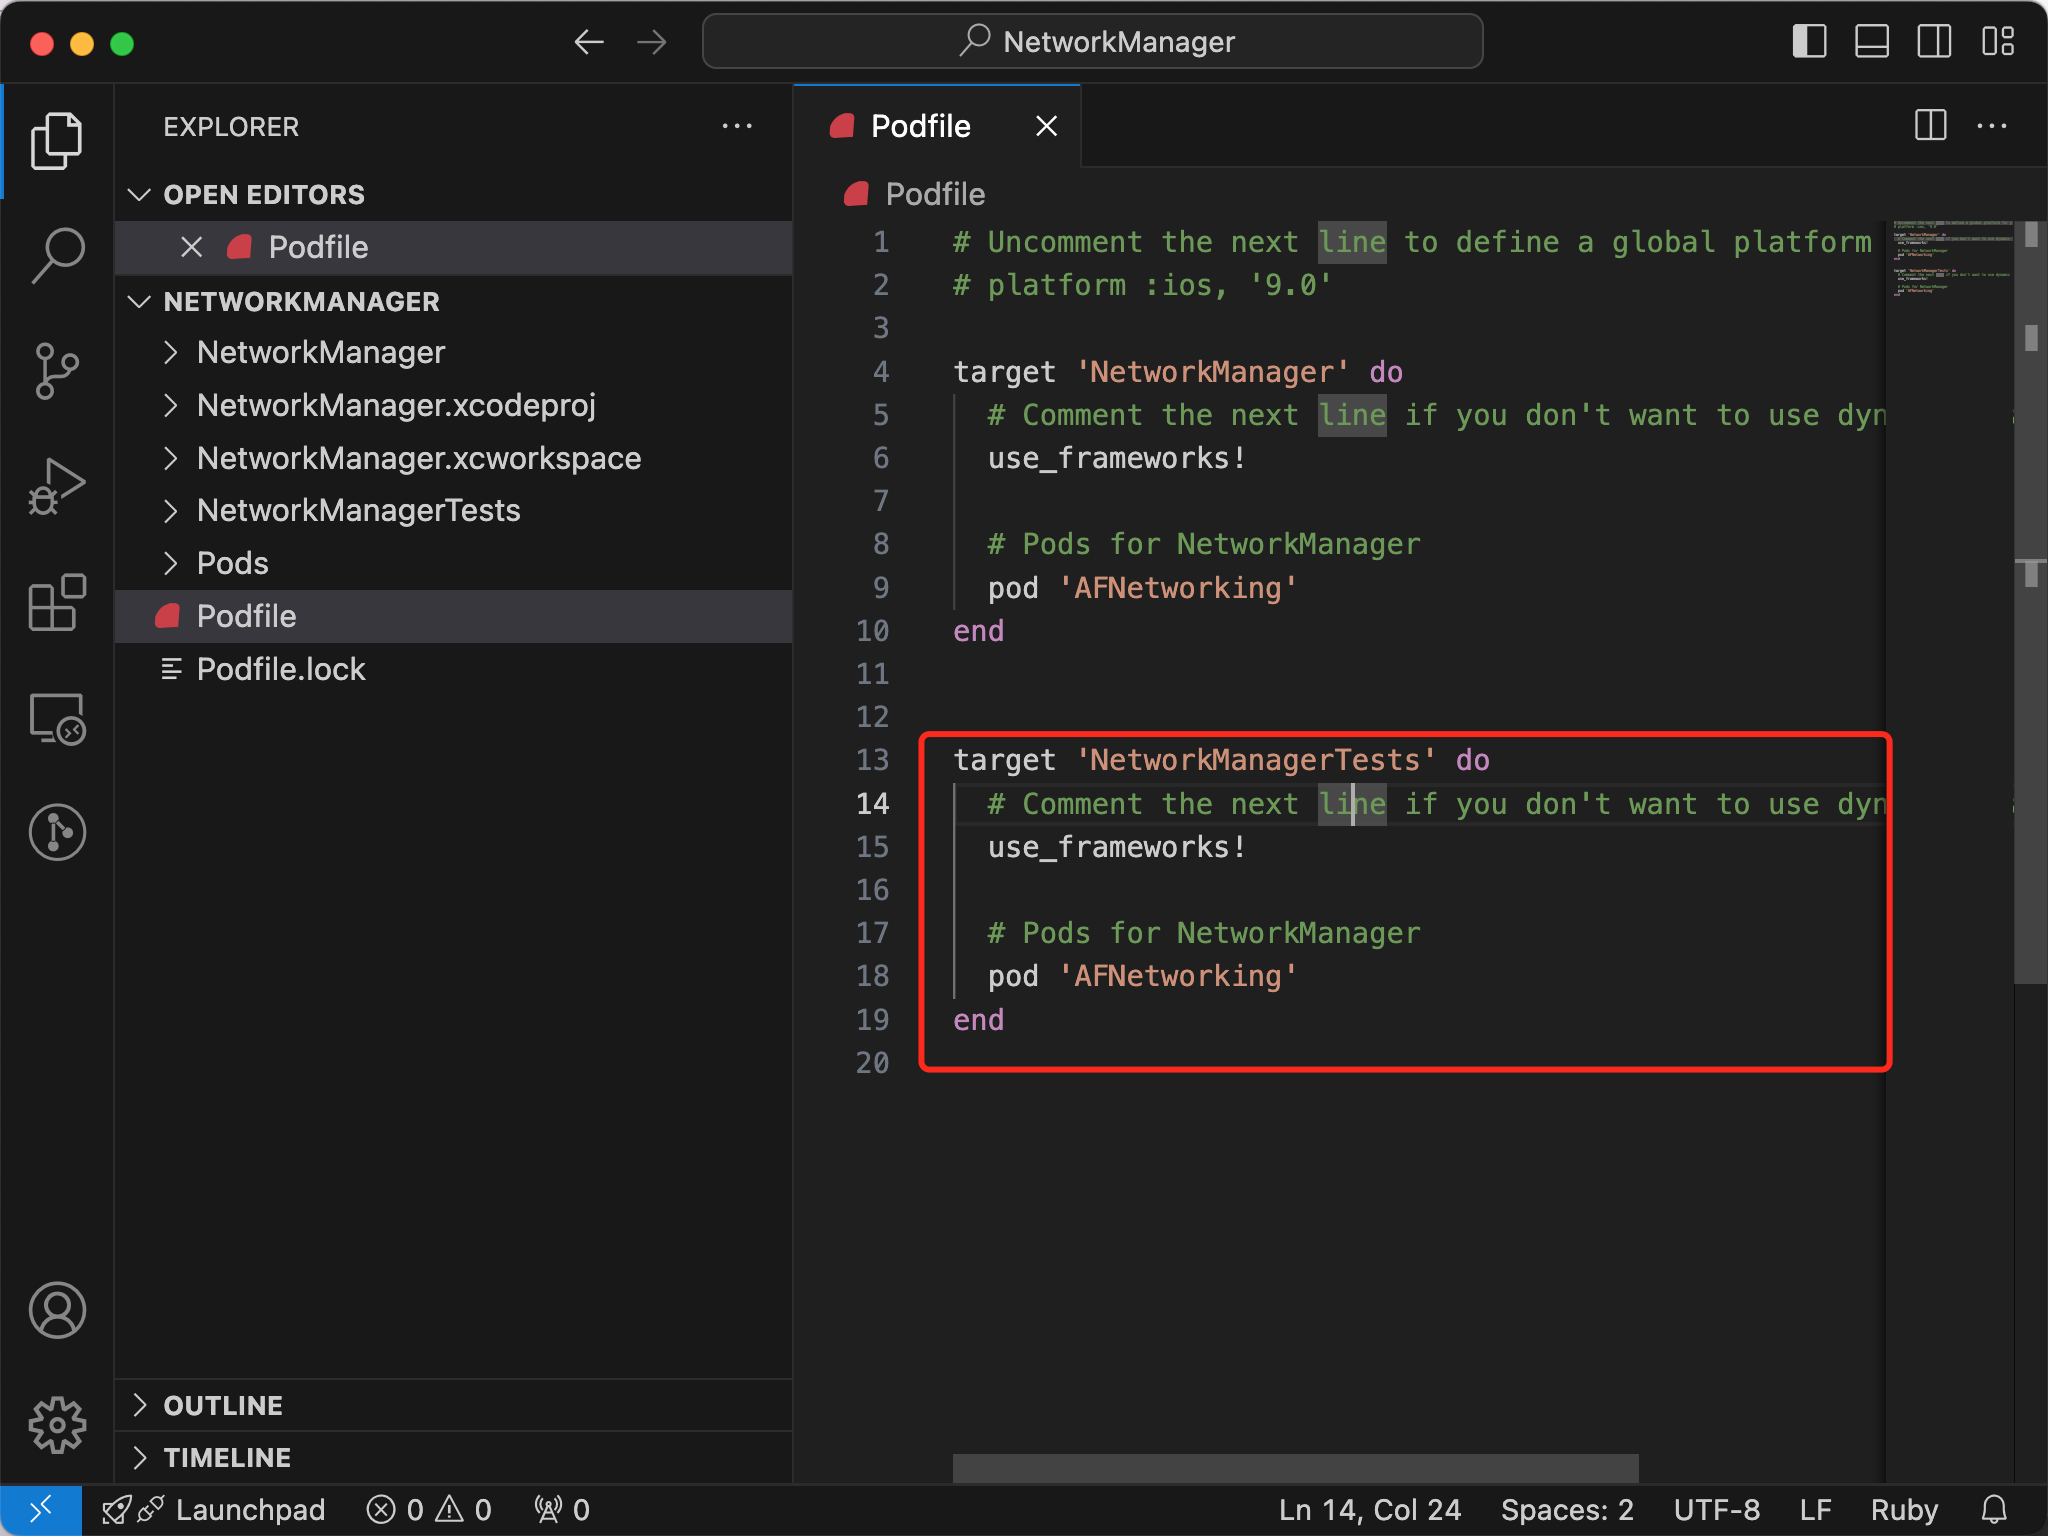 NetworkManager
EXPLORER
OPEN EDITORS
Podfile
NETWORKMANAGER
NetworkManager
NetworkManager.xcodeproj
NetworkManager.xcworkspace
NetworkManagerTests
Pods
Podfile
Podfile.lock
OUTLINE
TIMELINE
Podfile
Podfile
1 # Uncomment the next line to define a global platform
2 # platform :ios, '9.0'
3
4 target 'NetworkManager' do
5 # Comment the next line if you don't want to use dyn
6 use_frameworks!
7
8 # Pods for NetworkManager
9 pod 'AFNetworking'
10 end
11
12
13 target 'NetworkManagerTests' do
14 # Comment the next line if you don't want to use dyn
15 use_frameworks!
16
17 # Pods for NetworkManager
18 pod 'AFNetworking'
19 end
20
Launchpad 0 0 0 Ln 14, Col 24 Spaces: 2 UTF-8 LF Ruby